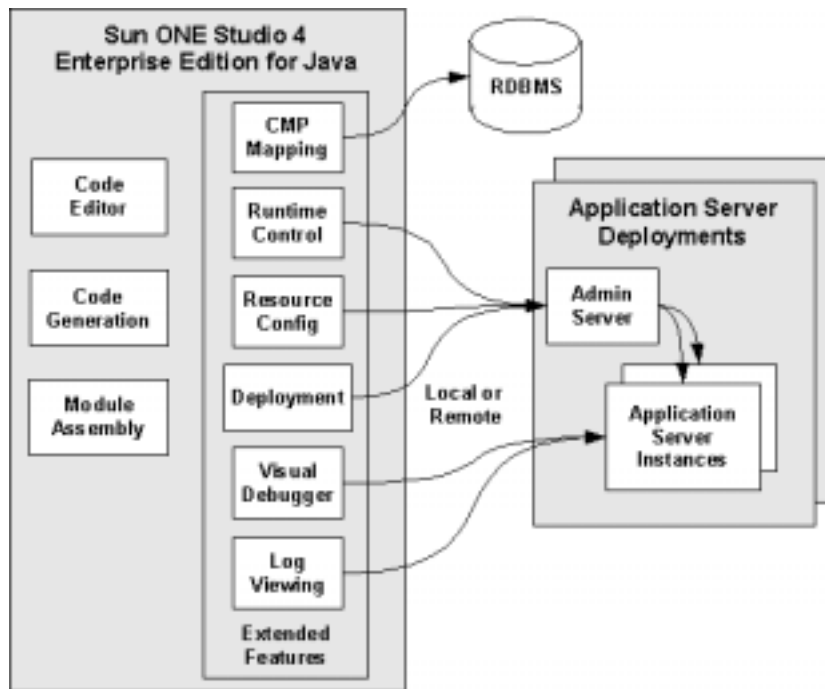 Sun ONE Studio 4
Enterprise Edition for Java
CMP
Mapping
Code
Editor
Runtime
Control
Code
Generation
Resource
Config
Module
Assembly
Deployment
Visual
Debugger
Log
Viewing
Extended
Features
RDBMS
Local or
Remote
Application Server
Deployments
Admin
Server
Application
Server
Instances